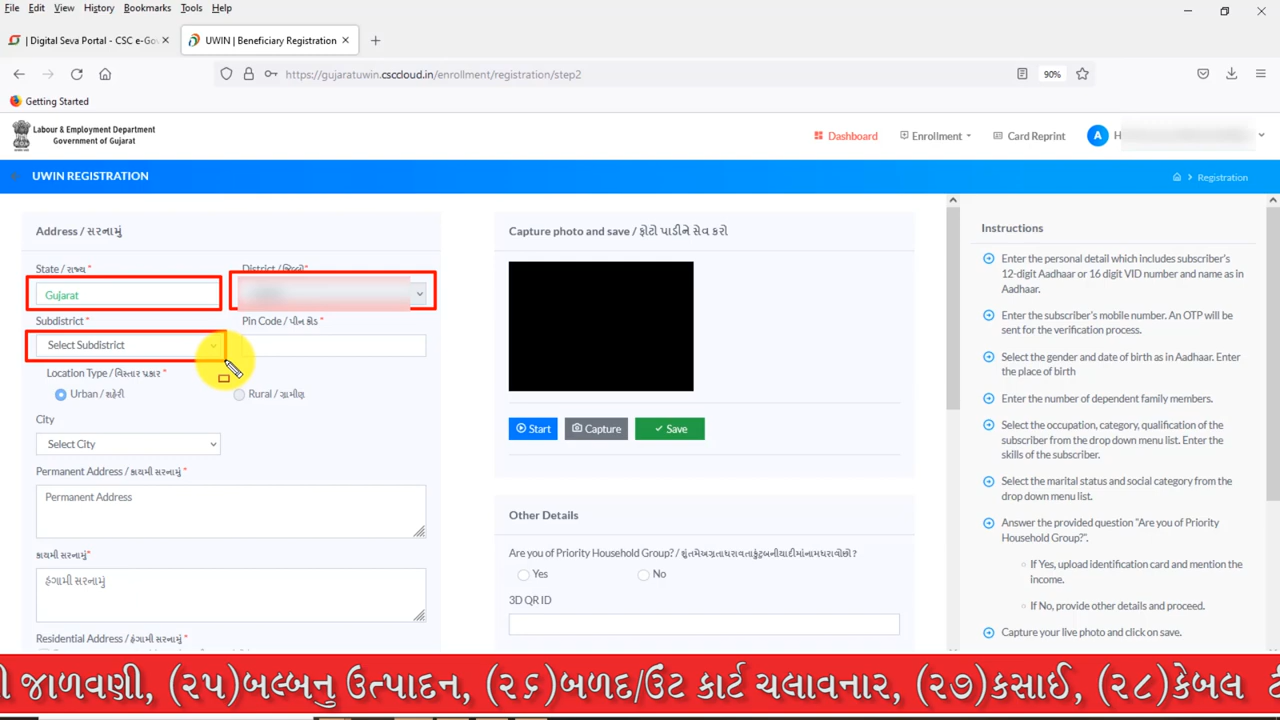 File Edit View History Bookmarks Tools Help
| Digital Seva Portal - CSC e-Go
UWIN | Beneficiary Registration
https://gujaratuwin.csccloud.in/enrollment/registration/step2
90%
Getting Started
Labour & Employment Department
Government of Gujarat
Dashboard
Enrollment
Card Reprint
A
H
UWIN REGISTRATION
Registration
Address / સરનામું
State / રાજ્ય *
District / જિલ્લો*
Gujarat
Subdistrict *
Pin Code / પીન કોડ *
Select Subdistrict
Location Type / વિસ્તાર પ્રકાર *
Urban / શહેરી
Rural / ગ્રામીણ
City
Select City
Permanent Address / કાયમી સરનામું *
Permanent Address
કાયમી સરનામું*
હંગામી સરનામું
Residential Address / હંગામી સરનામું *
Capture photo and save / ફોટો પાડીને સેવ કરો
Start
Capture
Save
Other Details
Are you of Priority Household Group? / શુંતમેઅગ્રતાધરાવતાકુંટુબનીયાદીમાંનામધરાવોછો?
Yes
No
3D QR ID
Instructions
Enter the personal detail which includes subscriber's
12-digit Aadhaar or 16 digit VID number and name as in
Aadhaar.
Enter the subscriber's mobile number. An OTP will be
sent for the verification process.
Select the gender and date of birth as in Aadhaar. Enter
the place of birth
Enter the number of dependent family members.
Select the occupation, category, qualification of the
subscriber from the drop down menu list. Enter the
skills of the subscriber.
Select the marital status and social category from the
drop down menu list.
Answer the provided question "Are you of Priority
Household Group?".
If Yes, upload identification card and mention the
income.
If No, provide other details and proceed.
Capture your live photo and click on save.
ની જાળવણી, (૨૫)બલ્બનુ ઉત્પાદન, (૨૬)બળદ/ઉંટ કાર્ટ ચલાવનાર, (૨૭)કસાઈ, (૨૮)કેબલ